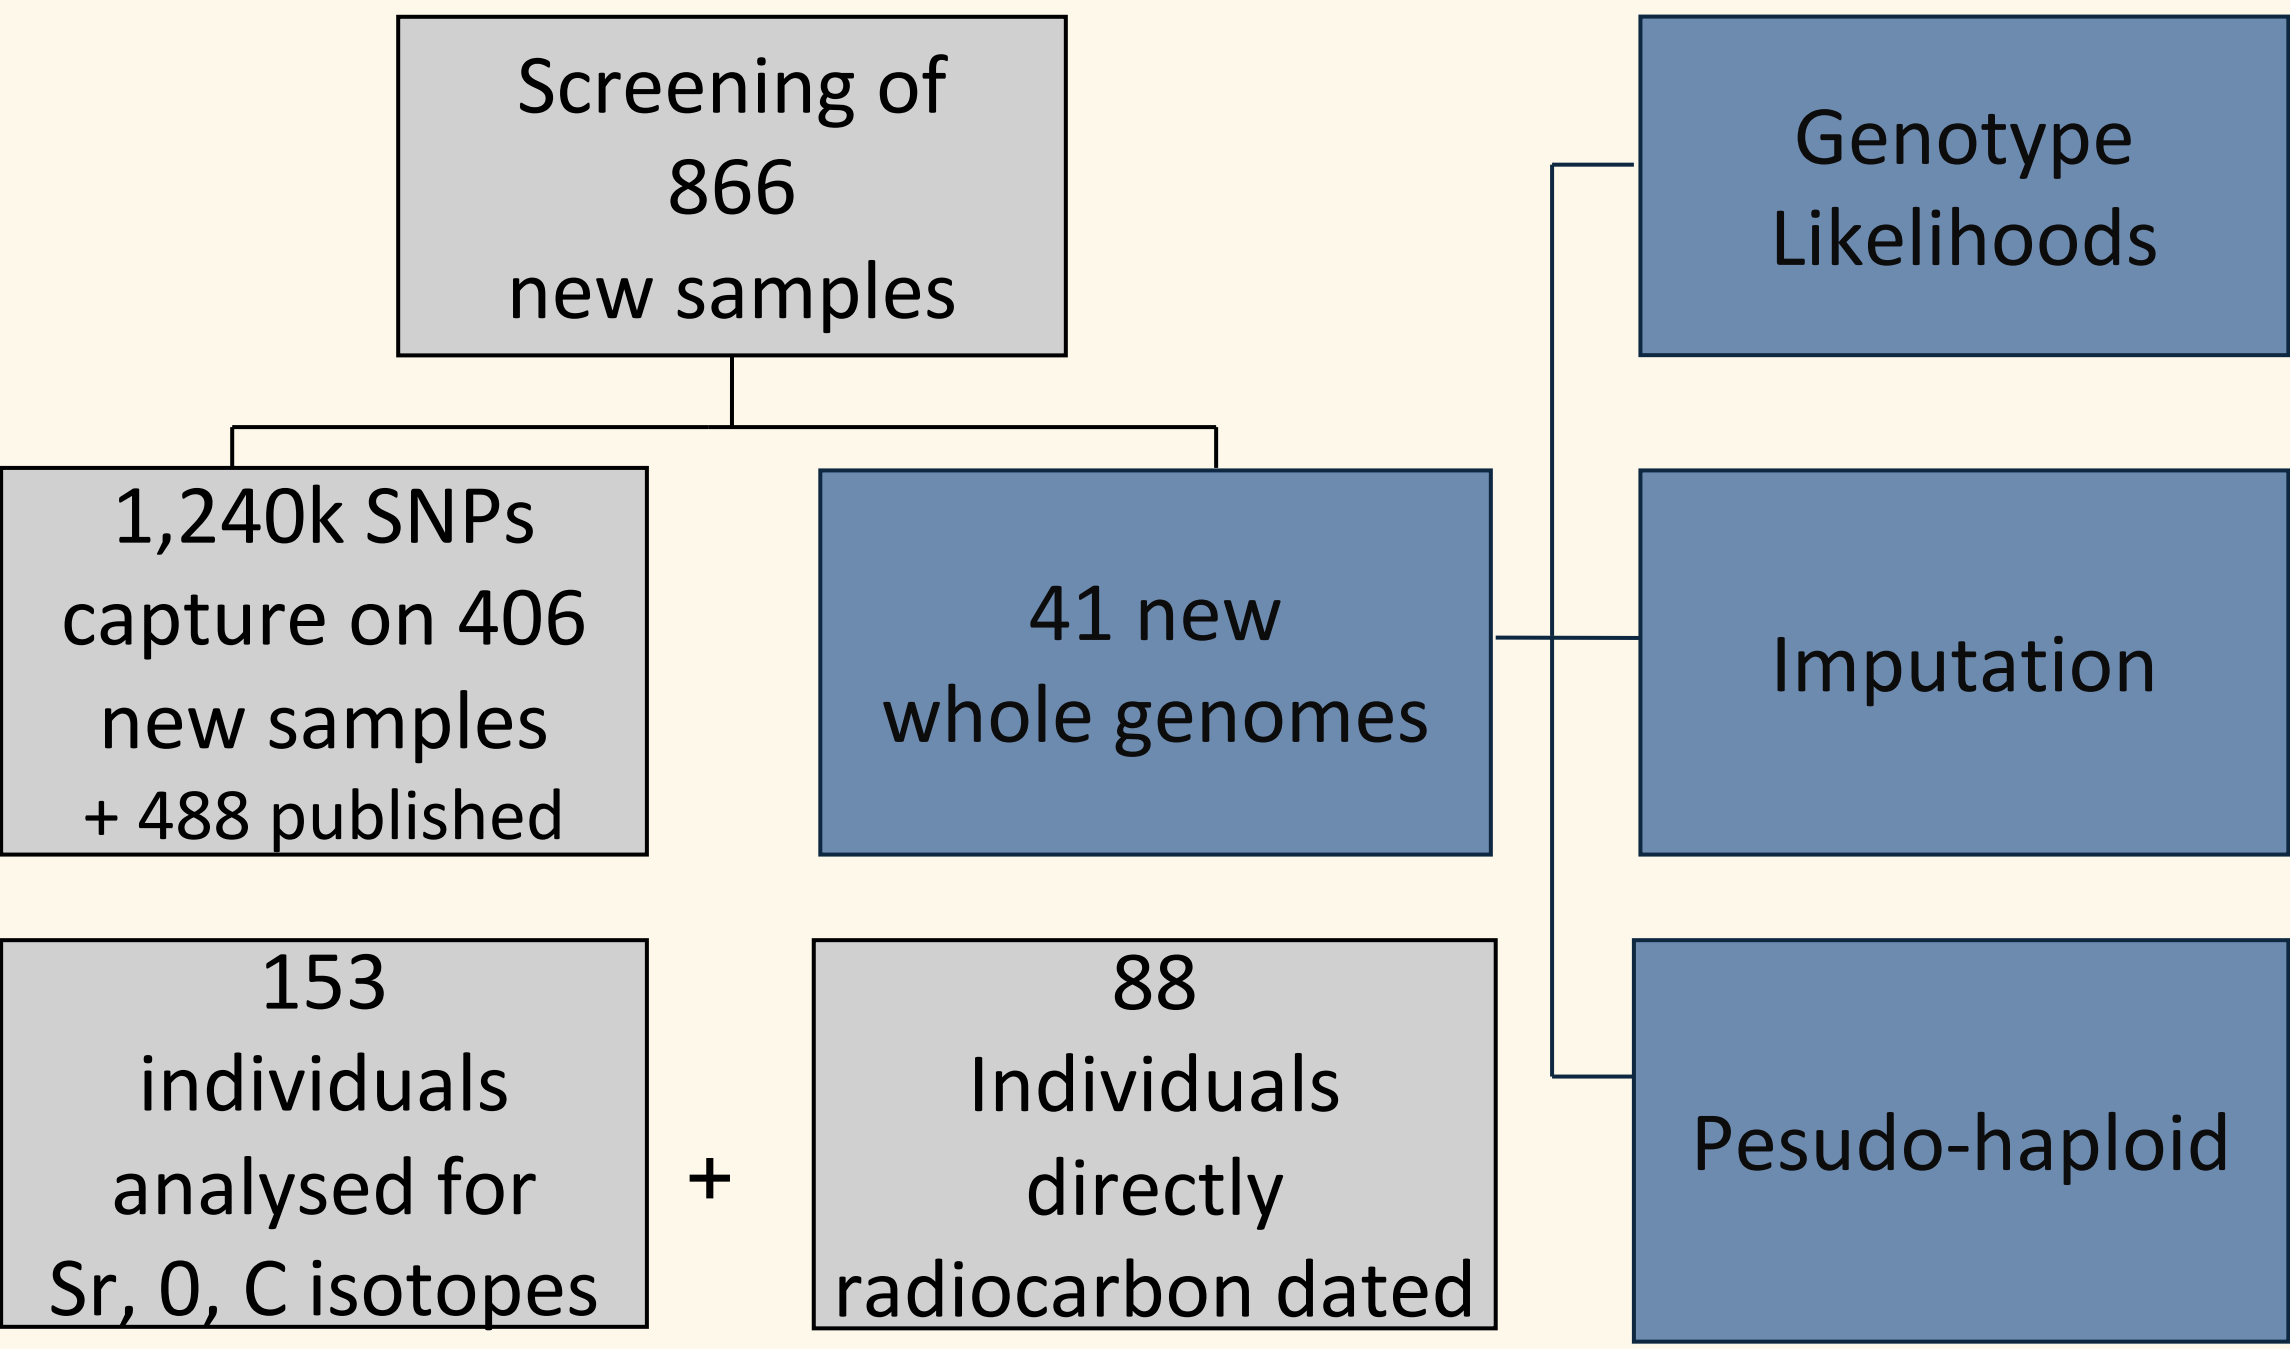 Screening of
866
new samples
1,240k SNPs
capture on 406
new samples
+ 488 published
41 new
whole genomes
Genotype
Likelihoods
Imputation
Pesudo-haploid
153
individuals
analysed for
Sr, 0, C isotopes
+
88
Individuals
directly
radiocarbon dated